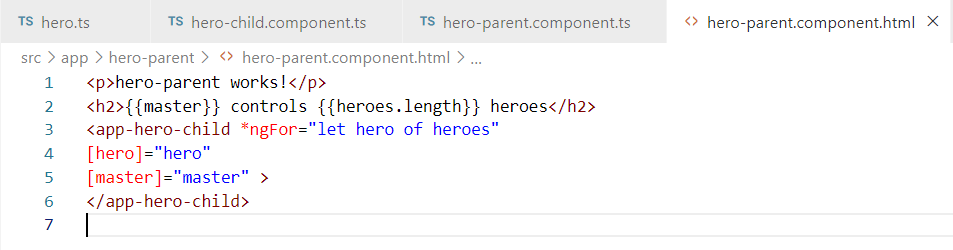 TS hero.ts TS hero-child.component.ts TS hero-parent.component.ts <> hero-parent.component.html ×
src > app > hero-parent > <> hero-parent.component.html > ...
1 <p>hero-parent works!</p>
2 <h2>{{master}} controls {{heroes.length}} heroes</h2>
3 <app-hero-child *ngFor="let hero of heroes"
4 [hero]="hero"
5 [master]="master" >
6 </app-hero-child>
7